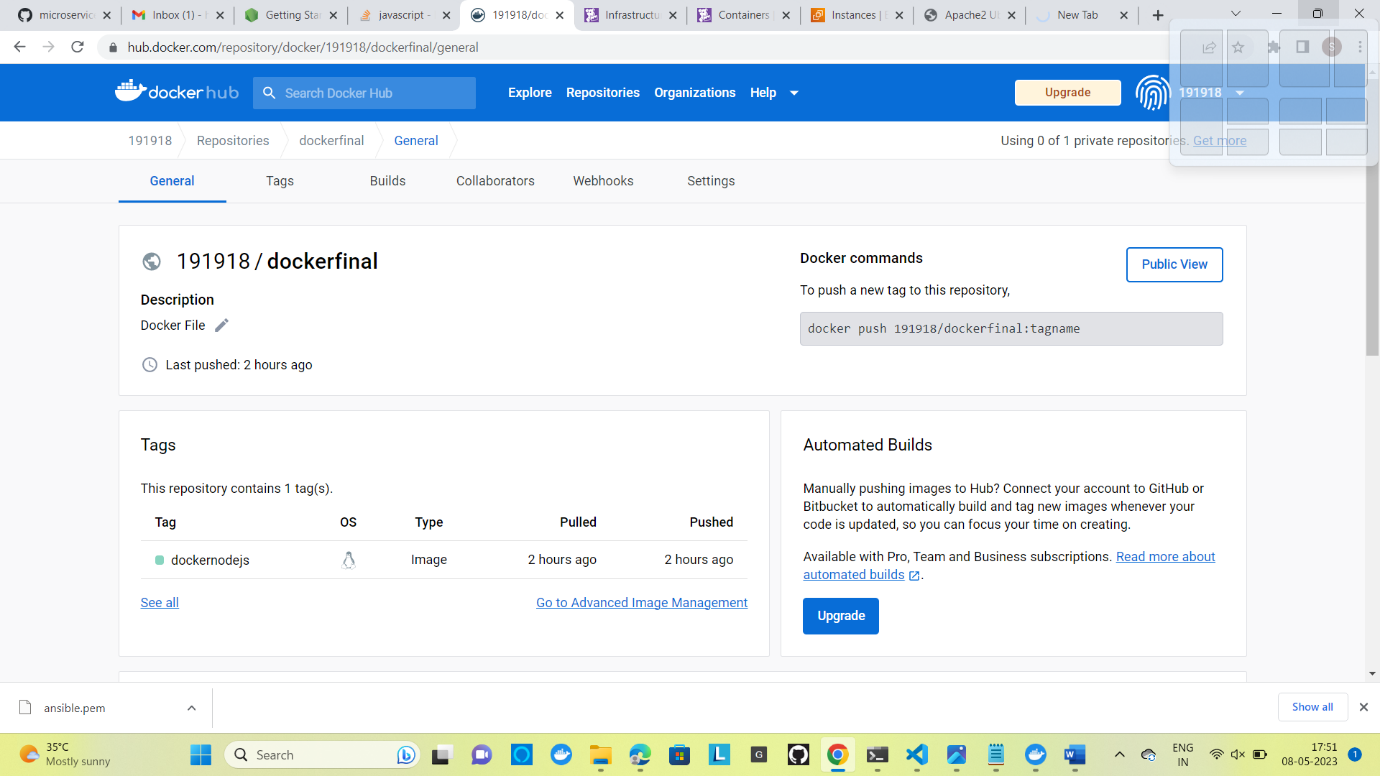 microservic
Inbox (1) -
Getting Sta
javascript -
191918/doc
Infrastructu
Containers
Instances |
Apache2 U
New Tab
hub.docker.com/repository/docker/191918/dockerfinal/general
docker hub
Search Docker Hub
Explore
Repositories
Organizations
Help
Upgrade
191918
191918
Repositories
dockerfinal
General
Using 0 of 1 private repositories. Get more
General
Tags
Builds
Collaborators
Webhooks
Settings
191918 / dockerfinal
Description
Docker File
Last pushed: 2 hours ago
Docker commands
Public View
To push a new tag to this repository,
docker push 191918/dockerfinal:tagname
Tags
This repository contains 1 tag(s).
Tag OS Type Pulled Pushed
dockernodejs Image 2 hours ago 2 hours ago
See all
Go to Advanced Image Management
Automated Builds
Manually pushing images to Hub? Connect your account to GitHub or
Bitbucket to automatically build and tag new images whenever your
code is updated, so you can focus your time on creating.
Available with Pro, Team and Business subscriptions. Read more about
automated builds .
Upgrade
ansible.pem
Show all
35°C
Mostly sunny
Search
ENG
IN
17:51
08-05-2023
1